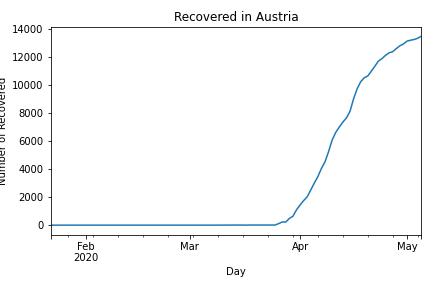 Recovered in Austria
Number of Recovered
14000
12000
10000
8000
6000
4000
2000
0
Feb
2020
Mar
Apr
May
Day